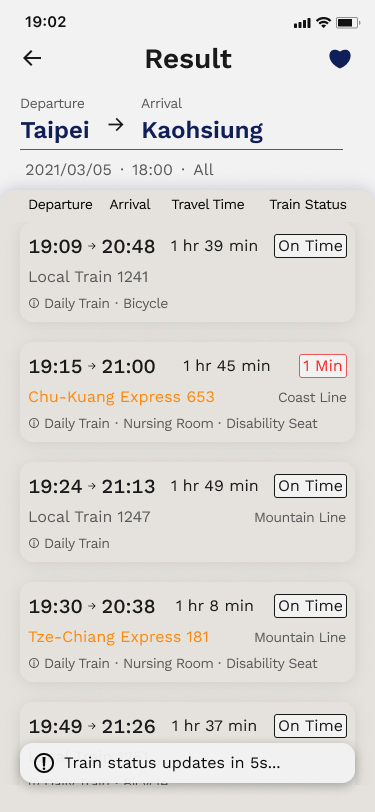 19:02
Result
Departure Arrival
Taipei → Kaohsiung
2021/03/05 · 18:00 · All
Departure Arrival Travel Time Train Status
19:09 → 20:48 1 hr 39 min On Time
Local Train 1241
Daily Train · Bicycle
19:15 → 21:00 1 hr 45 min 1 Min
Chu-Kuang Express 653 Coast Line
Daily Train · Nursing Room · Disability Seat
19:24 → 21:13 1 hr 49 min On Time
Local Train 1247 Mountain Line
Daily Train
19:30 → 20:38 1 hr 8 min On Time
Tze-Chiang Express 181 Mountain Line
Daily Train · Nursing Room · Disability Seat
19:49 → 21:26 1 hr 37 min On Time
Train status updates in 5s...